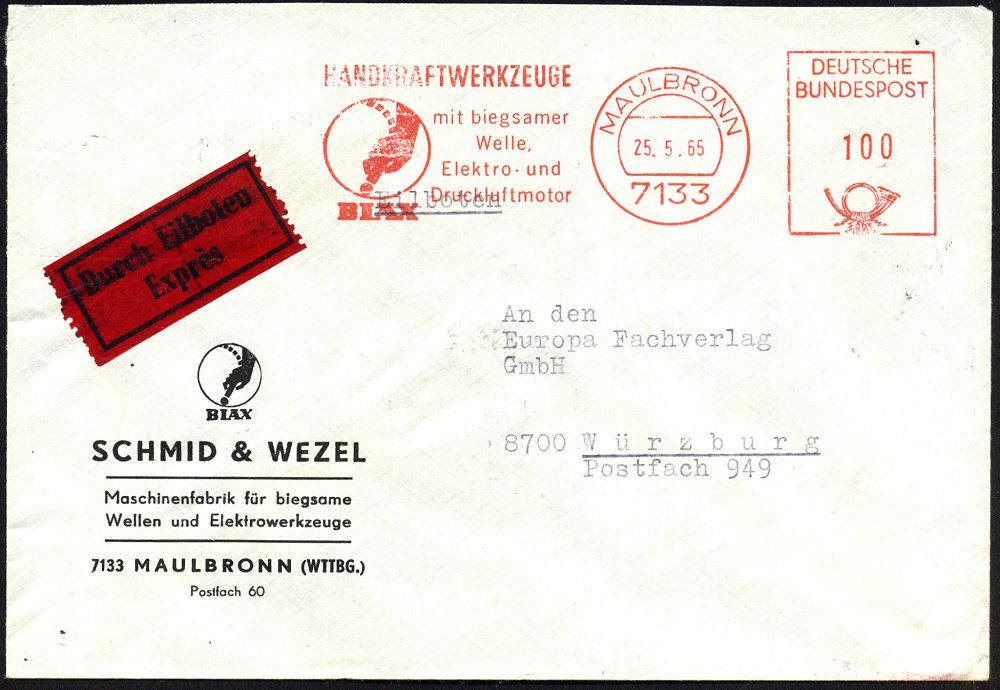 HANDKRAFTWERKZEUGE
mit biegsamer
Welle,
Elektro- und
Druckluftmotor
BIAX
Eilboten
MAULBRONN
25. 5. 65
7133
DEUTSCHE
BUNDESPOST
100
Durch Eilboten
Exprès
An den
Europa Fachverlag
GmbH
8700 Würzburg
Postfach 949
BIAX
SCHMID & WEZEL
Maschinenfabrik für biegsame
Wellen und Elektrowerkzeuge
7133 MAULBRONN (WTTBG.)
Postfach 60